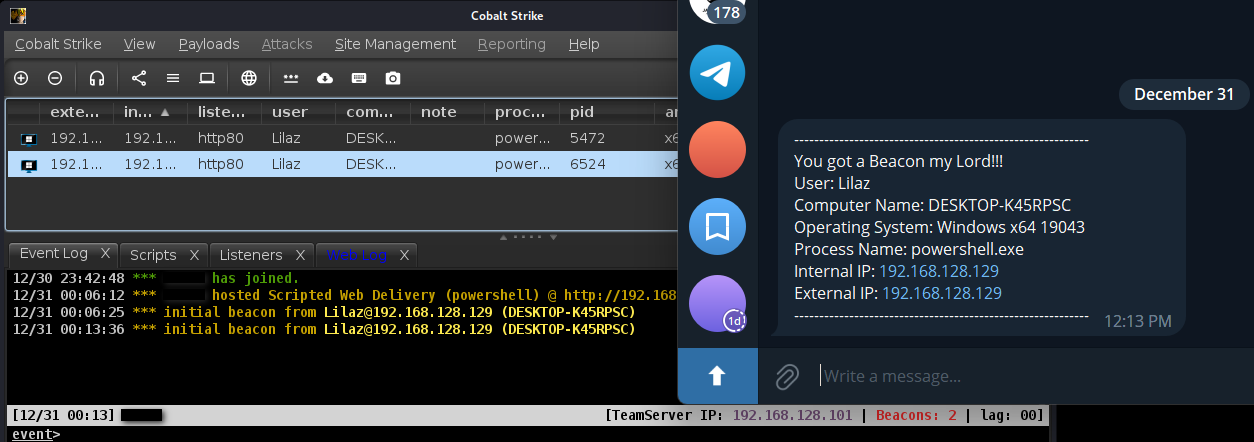 Cobalt Strike
Cobalt Strike View Payloads Attacks Site Management Reporting Help
exte... in... liste... user com... note proc... pid
192.1... 192.1... http80 Lilaz DESK... power... 5472 x6
192.1... 192.1... http80 Lilaz DESK... power... 6524 x6
Event Log X Scripts X Listeners X Web Log X
12/30 23:42:48 *** has joined.
12/31 00:06:12 *** hosted Scripted Web Delivery (powershell) @ http://192.168
12/31 00:06:25 *** initial beacon from Lilaz@192.168.128.129 (DESKTOP-K45RPSC)
12/31 00:13:36 *** initial beacon from Lilaz@192.168.128.129 (DESKTOP-K45RPSC)
[12/31 00:13] [TeamServer IP: 192.168.128.101 | Beacons: 2 | lag: 00]
event>
178
1d
December 31
-----------------------------------------------------------
You got a Beacon my Lord!!!
User: Lilaz
Computer Name: DESKTOP-K45RPSC
Operating System: Windows x64 19043
Process Name: powershell.exe
Internal IP: 192.168.128.129
External IP: 192.168.128.129
-----------------------------------------------------------
12:13 PM
Write a message...